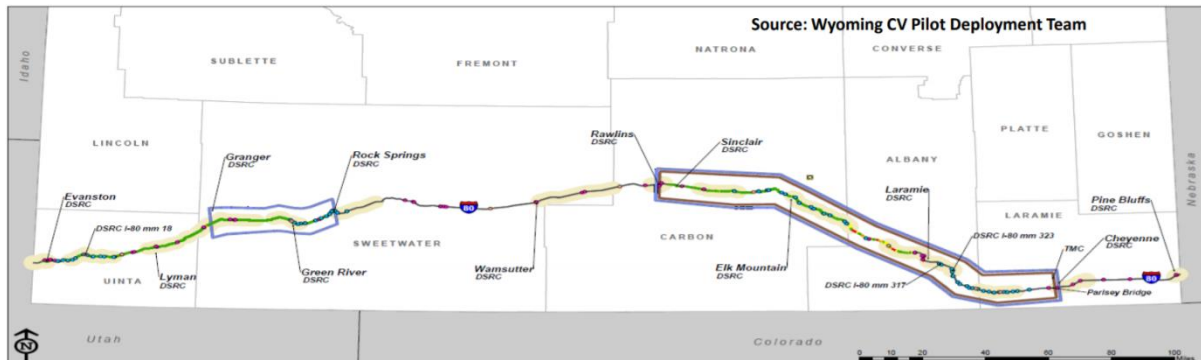 Source: Wyoming CV Pilot Deployment Team
Idaho
SUBLETTE
FREMONT
NATRONA
CONVERSE
LINCOLN
PLATTE
GOSHEN
ALBANY
Nebraska
Granger
DSRC
Rock Springs
DSRC
Rawlins
DSRC
Sinclair
DSRC
Evanston
DSRC
DSRC I-80 mm 18
80
Laramie
DSRC
LARAMIE
Pine Bluffs
DSRC
DSRC I-80 mm 323
TMC
Cheyenne
DSRC
UINTA
Lyman
DSRC
Green River
DSRC
SWEETWATER
Wamsutter
DSRC
CARBON
Elk Mountain
DSRC
DSRC I-80 mm 317
80
Parlsey Bridge
N
Utah
Colorado
0 20 40 60 80 100
Miles